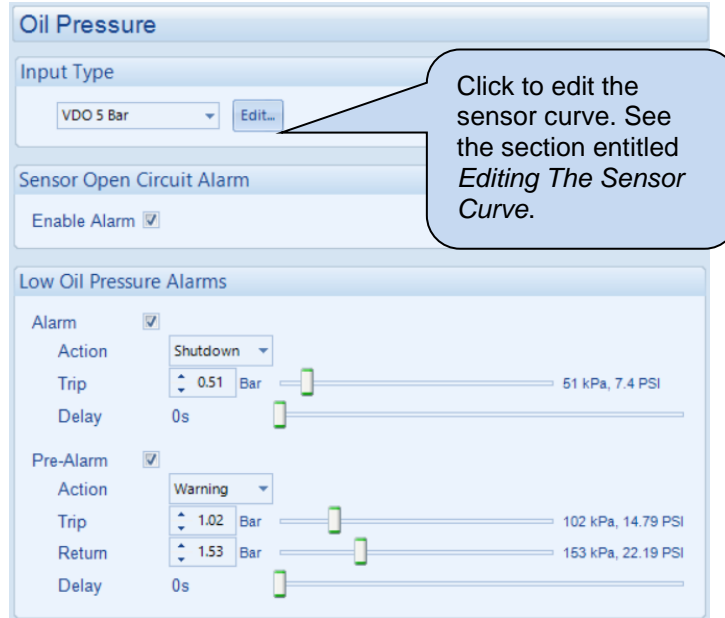 Oil Pressure
Input Type
VDO 5 Bar Edit...
Click to edit the
sensor curve. See
the section entitled
Editing The Sensor
Curve.
Sensor Open Circuit Alarm
Enable Alarm
Low Oil Pressure Alarms
Alarm
Action Shutdown
Trip 0.51 Bar 51 kPa, 7.4 PSI
Delay 0s
Pre-Alarm
Action Warning
Trip 1.02 Bar 102 kPa, 14.79 PSI
Return 1.53 Bar 153 kPa, 22.19 PSI
Delay 0s